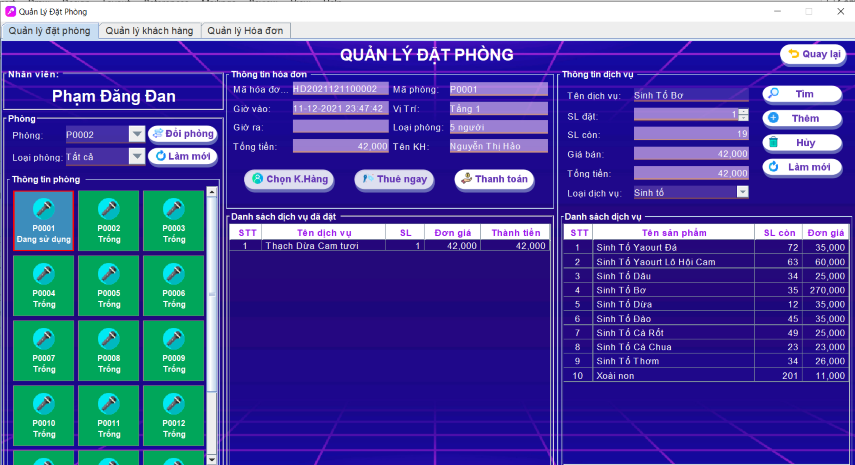 Quản Lý Đặt Phòng
Quản lý đặt phòng Quản lý khách hàng Quản lý Hóa đơn
QUẢN LÝ ĐẶT PHÒNG
Quay lại
Nhân viên:
Phạm Đăng Đan
Phòng
Phòng: P0002 Đổi phòng
Loại phòng: Tất cả Làm mới
Thông tin phòng
P0001 P0002 P0003
Đang sử dụng Trống Trống
P0004 P0005 P0006
Trống Trống Trống
P0007 P0008 P0009
Trống Trống Trống
P0010 P0011 P0012
Trống Trống Trống
Thông tin hóa đơn
Mã hóa đơ... HD2021121100002 Mã phòng: P0001
Giờ vào: 11-12-2021 23:47:42 Vị Trí: Tầng 1
Giờ ra: Loại phòng: 5 người
Tổng tiền: 42,000 Tên KH: Nguyễn Thị Hảo
Chọn K.Hàng Thuê ngay Thanh toán
Danh sách dịch vụ đã đặt
STT Tên dịch vụ SL Đơn giá Thành tiền
1 Thạch Dừa Cam tươi 1 42,000 42,000
Thông tin dịch vụ
Tên dịch vụ: Sinh Tố Bơ Tìm
SL đặt: 1 Thêm
SL còn: 19 Hủy
Giá bán: 42,000 Làm mới
Tổng tiền: 42,000
Loại dịch vụ: Sinh tố
Danh sách dịch vụ
STT Tên sản phẩm SL còn Đơn giá
1 Sinh Tố Yaourt Đá 72 35,000
2 Sinh Tố Yaourt Lô Hội Cam 63 60,000
3 Sinh Tố Dâu 34 25,000
4 Sinh Tố Bơ 35 270,000
5 Sinh Tố Dừa 12 35,000
6 Sinh Tố Đào 45 35,000
7 Sinh Tố Cà Rốt 49 25,000
8 Sinh Tố Cà Chua 23 23,000
9 Sinh Tố Thơm 34 26,000
10 Xoài non 201 11,000